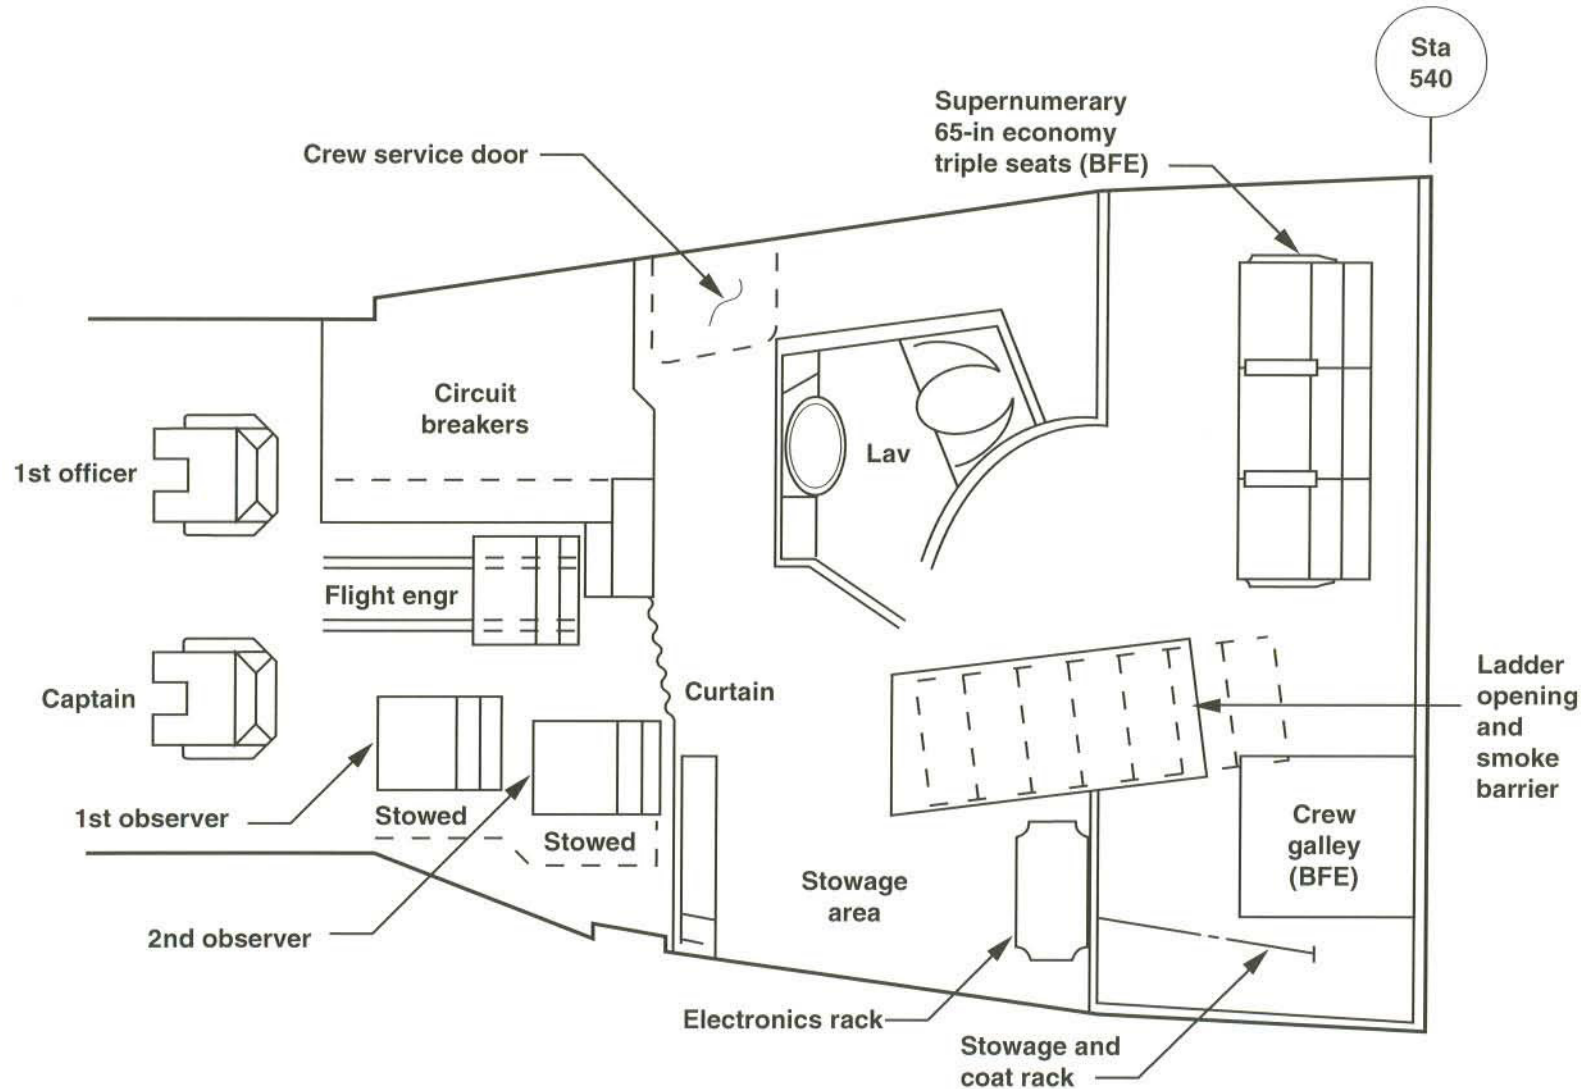 Sta
540
Supernumerary
65-in economy
triple seats (BFE)
Crew service door
Circuit
breakers
1st officer
Lav
Flight engr
Captain
Curtain
Ladder
opening
and
smoke
barrier
1st observer
Stowed
Stowed
Crew
galley
(BFE)
Stowage
area
2nd observer
Electronics rack
Stowage and
coat rack